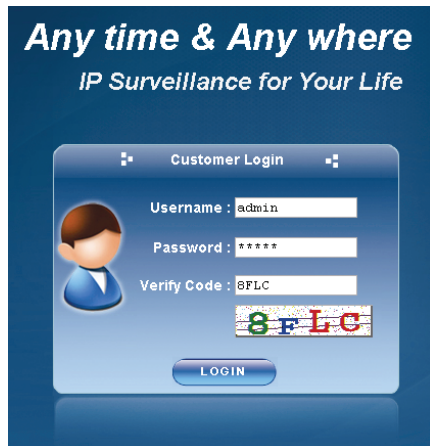 Any time & Any where
IP Surveillance for Your Life
Customer Login
Username : admin
Password : *****
Verify Code : 8FLC
8FLC
LOGIN